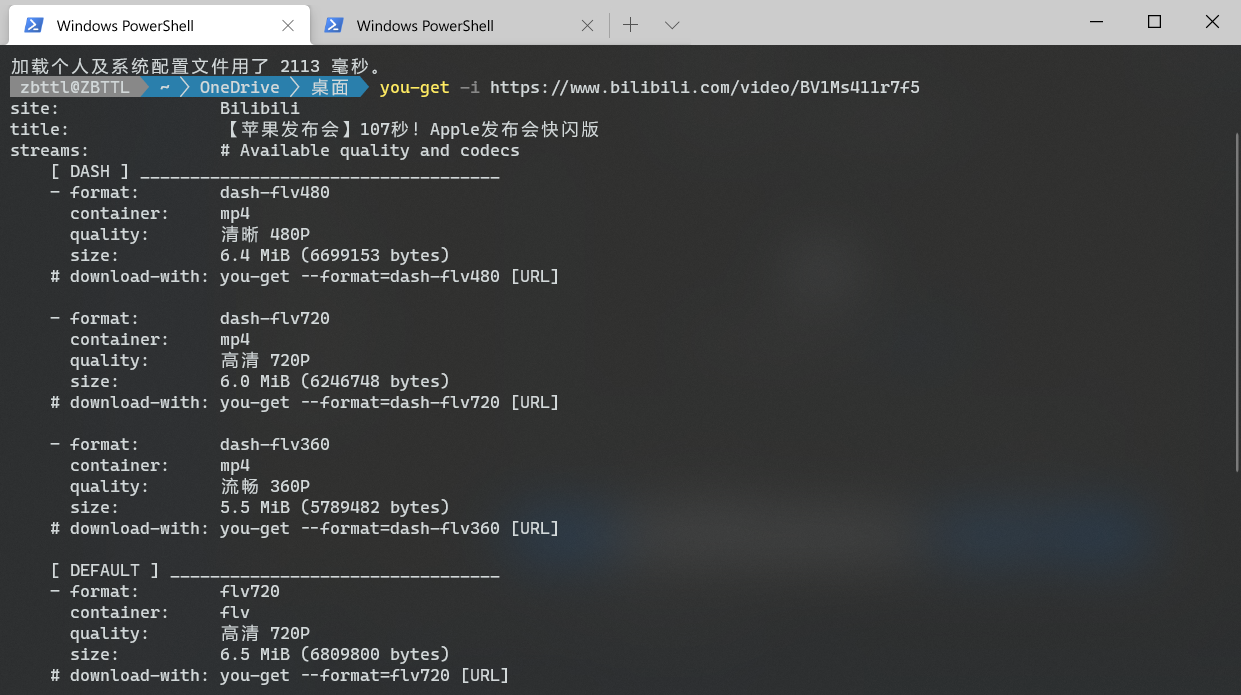 Windows PowerShell
Windows PowerShell
加载个人及系统配置文件用了 2113 毫秒。
zbttl@ZBTTL ~ OneDrive 桌面 you-get -i https://www.bilibili.com/video/BV1Ms411r7f5
site: Bilibili
title: 【苹果发布会】107秒！Apple发布会快闪版
streams: # Available quality and codecs
[ DASH ] ____________________________________
- format: dash-flv480
container: mp4
quality: 清晰 480P
size: 6.4 MiB (6699153 bytes)
# download-with: you-get --format=dash-flv480 [URL]
- format: dash-flv720
container: mp4
quality: 高清 720P
size: 6.0 MiB (6246748 bytes)
# download-with: you-get --format=dash-flv720 [URL]
- format: dash-flv360
container: mp4
quality: 流畅 360P
size: 5.5 MiB (5789482 bytes)
# download-with: you-get --format=dash-flv360 [URL]
[ DEFAULT ] _________________________________
- format: flv720
container: flv
quality: 高清 720P
size: 6.5 MiB (6809800 bytes)
# download-with: you-get --format=flv720 [URL]